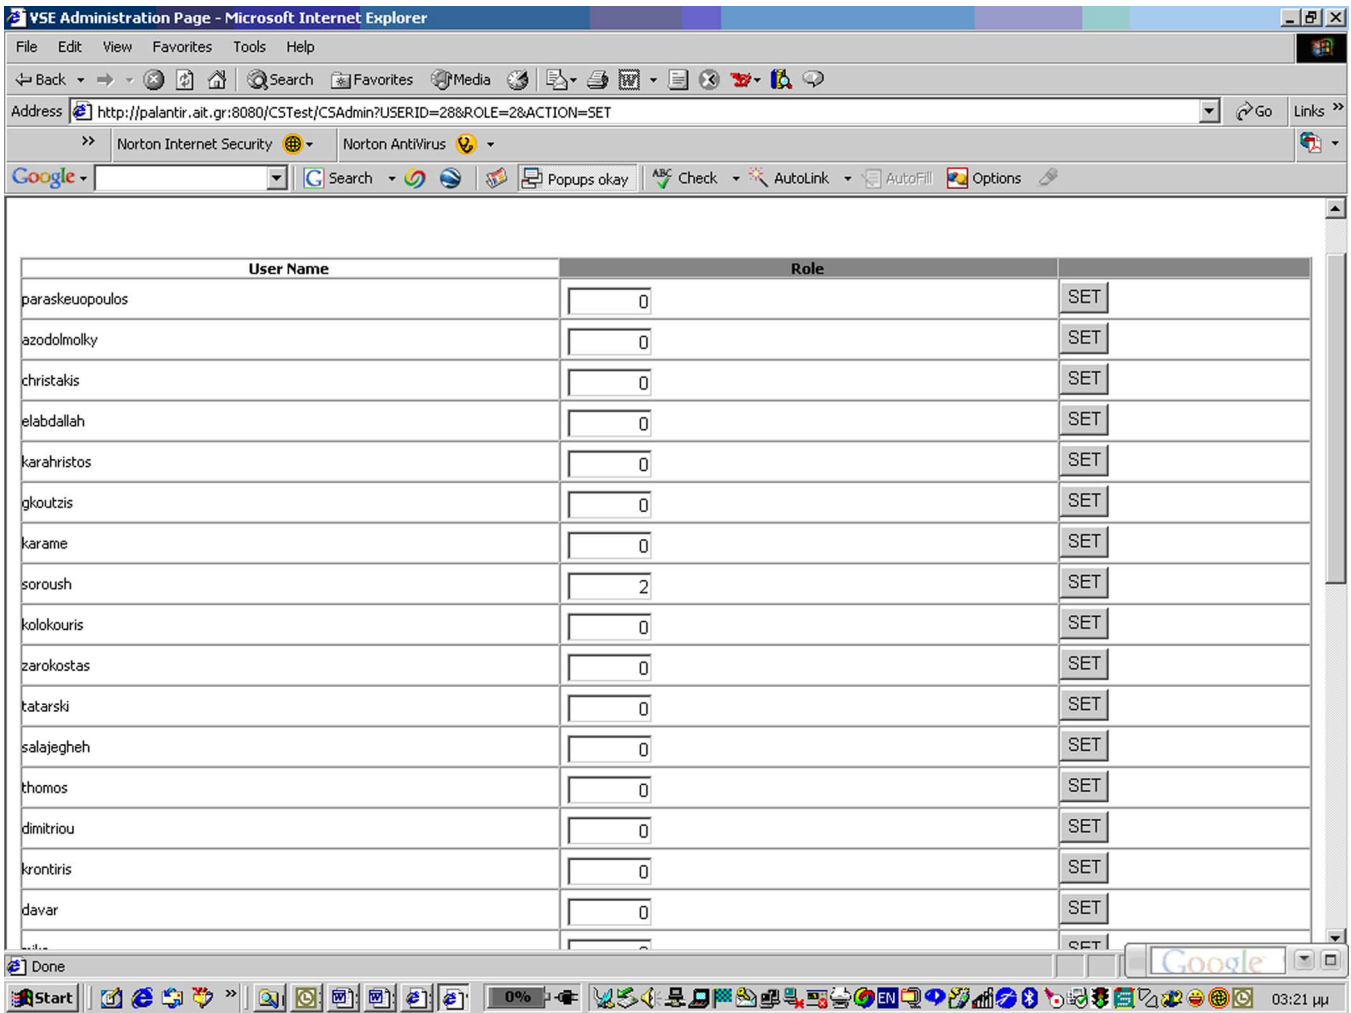 VSE Administration Page - Microsoft Internet Explorer
File Edit View Favorites Tools Help
Back Search Favorites Media
Address http://palantir.ait.gr:8080/CSTest/CSAdmin?USERID=28&ROLE=2&ACTION=SET Go Links »
» Norton Internet Security Norton AntiVirus
Google Search Popups okay ABC Check AutoLink AutoFill Options
User Name Role
paraskeuopoulos 0 SET
azodolmolky 0 SET
christakis 0 SET
elabdallah 0 SET
karahristos 0 SET
gkoutzis 0 SET
karame 0 SET
soroush 2 SET
kolokouris 0 SET
zarokostas 0 SET
tatarski 0 SET
salajegheh 0 SET
thomos 0 SET
dimitriou 0 SET
krontiris 0 SET
davar 0 SET
SET
Done Google
Start » 0% EN 03:21 μμ